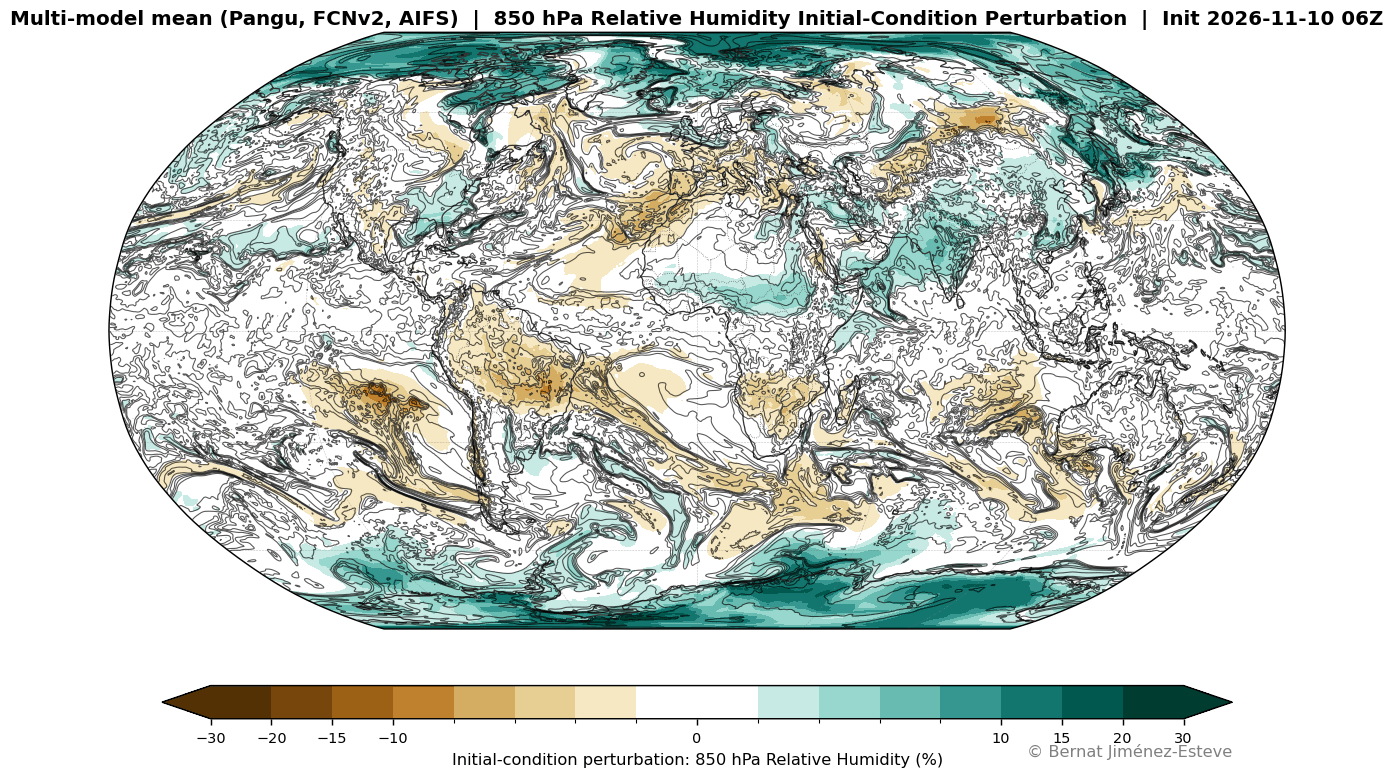 Multi-model mean (Pangu, FCNv2, AIFS) | 850 hPa Relative Humidity Initial-Condition Perturbation | Init 2026-11-10 06Z
−30 −20 −15 −10 0 10 15 20 30
© Bernat Jiménez-Esteve
Initial-condition perturbation: 850 hPa Relative Humidity (%)